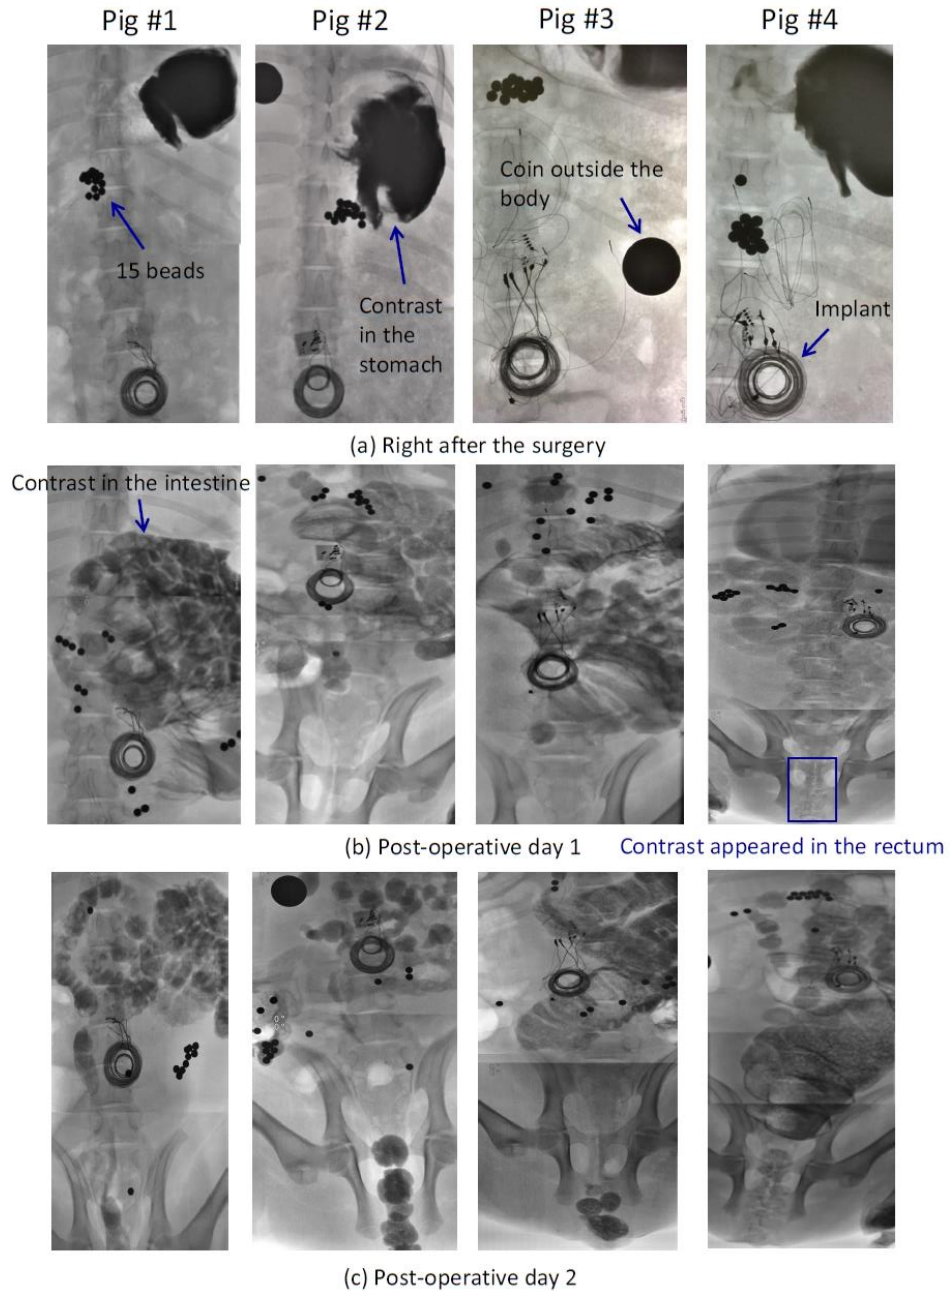 Pig #1
Pig #2
Pig #3
Pig #4
Coin outside the
body
15 beads
Contrast
in the
stomach
Implant
(a) Right after the surgery
Contrast in the intestine
(b) Post-operative day 1
Contrast appeared in the rectum
(c) Post-operative day 2